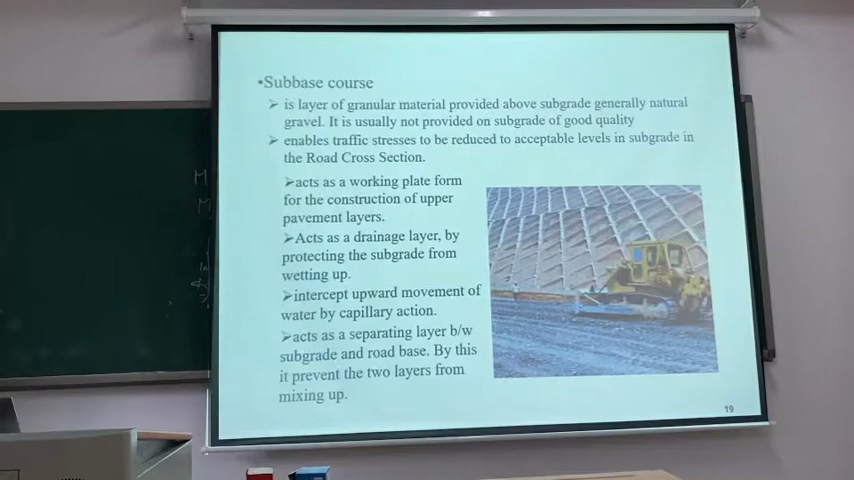 •Subbase course
➢ is layer of granular material provided above subgrade generally natural
gravel. It is usually not provided on subgrade of good quality
➢ enables traffic stresses to be reduced to acceptable levels in subgrade in
the Road Cross Section.
➢acts as a working plate form
for the construction of upper
pavement layers.
➢Acts as a drainage layer, by
protecting the subgrade from
wetting up.
➢intercept upward movement of
water by capillary action.
➢acts as a separating layer b/w
subgrade and road base. By this
it prevent the two layers from
mixing up.
19